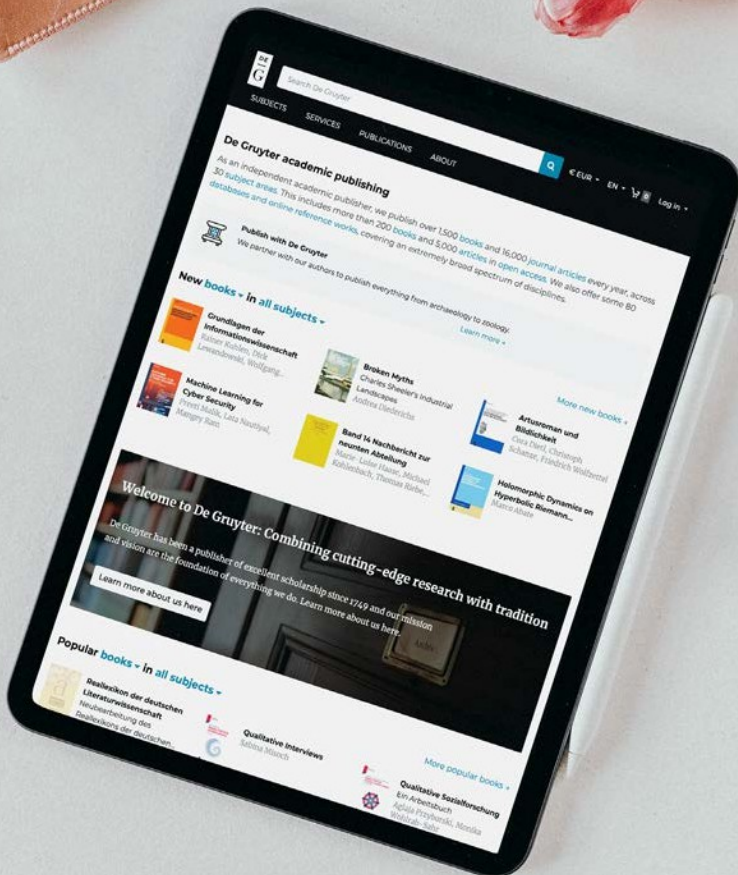 DE
G
Search De Gruyter
€ EUR
EN
0
Log in
SUBJECTS
SERVICES
PUBLICATIONS
ABOUT
De Gruyter academic publishing
As an independent academic publisher, we publish over 1,500 books and 16,000 journal articles every year, across
30 subject areas. This includes more than 200 books and 5,000 articles in open access. We also offer some 80
databases and online reference works, covering an extremely broad spectrum of disciplines.
Publish with De Gruyter
We partner with our authors to publish everything from archaeology to zoology.
Learn more »
New books in all subjects
More new books »
Grundlagen der
Informationswissenschaft
Rainer Kuhlen, Dirk
Lewandowski, Wolfgang...
Broken Myths
Charles Sheeler's Industrial
Landscapes
Andrea Diederichs
Artusroman und
Bildlichkeit
Cora Dietl, Christoph
Schanze, Friedrich Wolfzettel
Machine Learning for
Cyber Security
Preeti Malik, Lata Nautiyal,
Mangey Ram
Band 14 Nachbericht zur
neunten Abteilung
Marie-Luise Haase, Michael
Kohlenbach, Thomas Riebe,...
Holomorphic Dynamics on
Hyperbolic Riemann...
Marco Abate
Welcome to De Gruyter: Combining cutting-edge research with tradition
De Gruyter has been a publisher of excellent scholarship since 1749 and our mission
and vision are the foundation of everything we do. Learn more about us here.
Learn more about us here
Popular books in all subjects
More popular books »
Reallexikon der deutschen
Literaturwissenschaft
Neubearbeitung des
Reallexikons der deutschen...
Qualitative Interviews
Sabina Misoch
Qualitative Sozialforschung
Ein Arbeitsbuch
Aglaja Przyborski, Monika
Wohlrab-Sahr